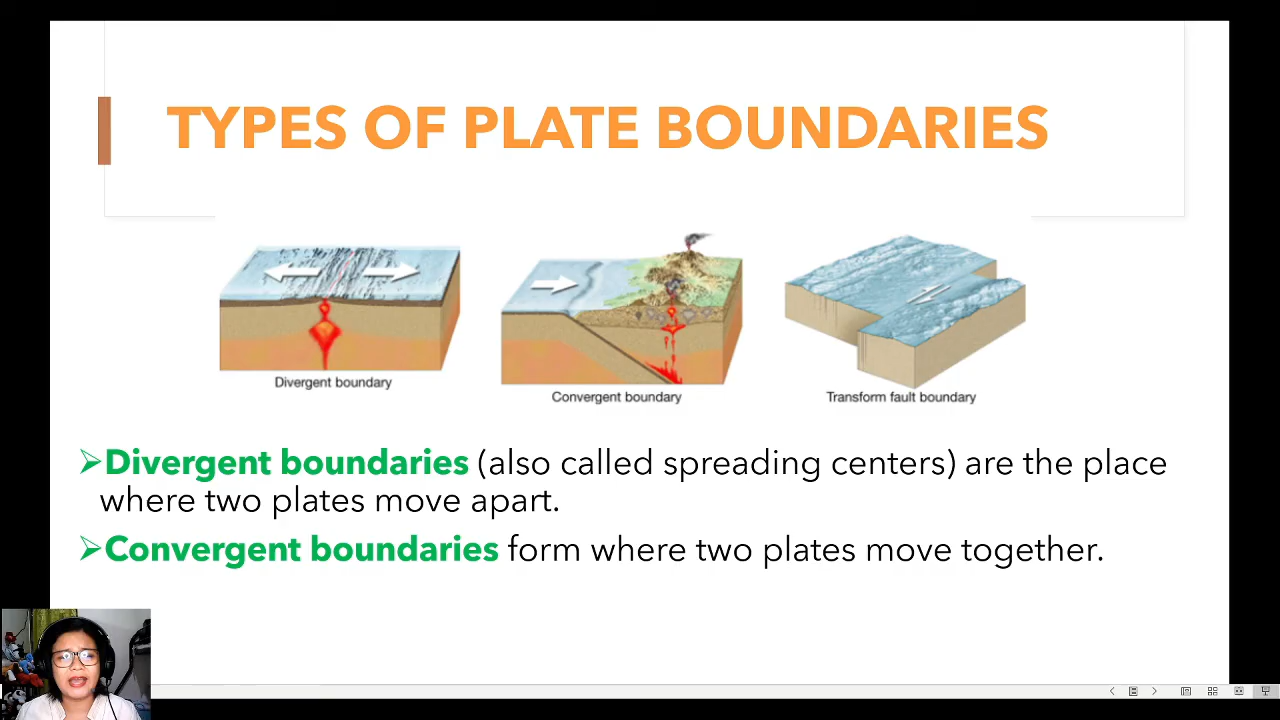 TYPES OF PLATE BOUNDARIES
Divergent boundary
Convergent boundary
Transform fault boundary
➢Divergent boundaries (also called spreading centers) are the place
where two plates move apart.
➢Convergent boundaries form where two plates move together.